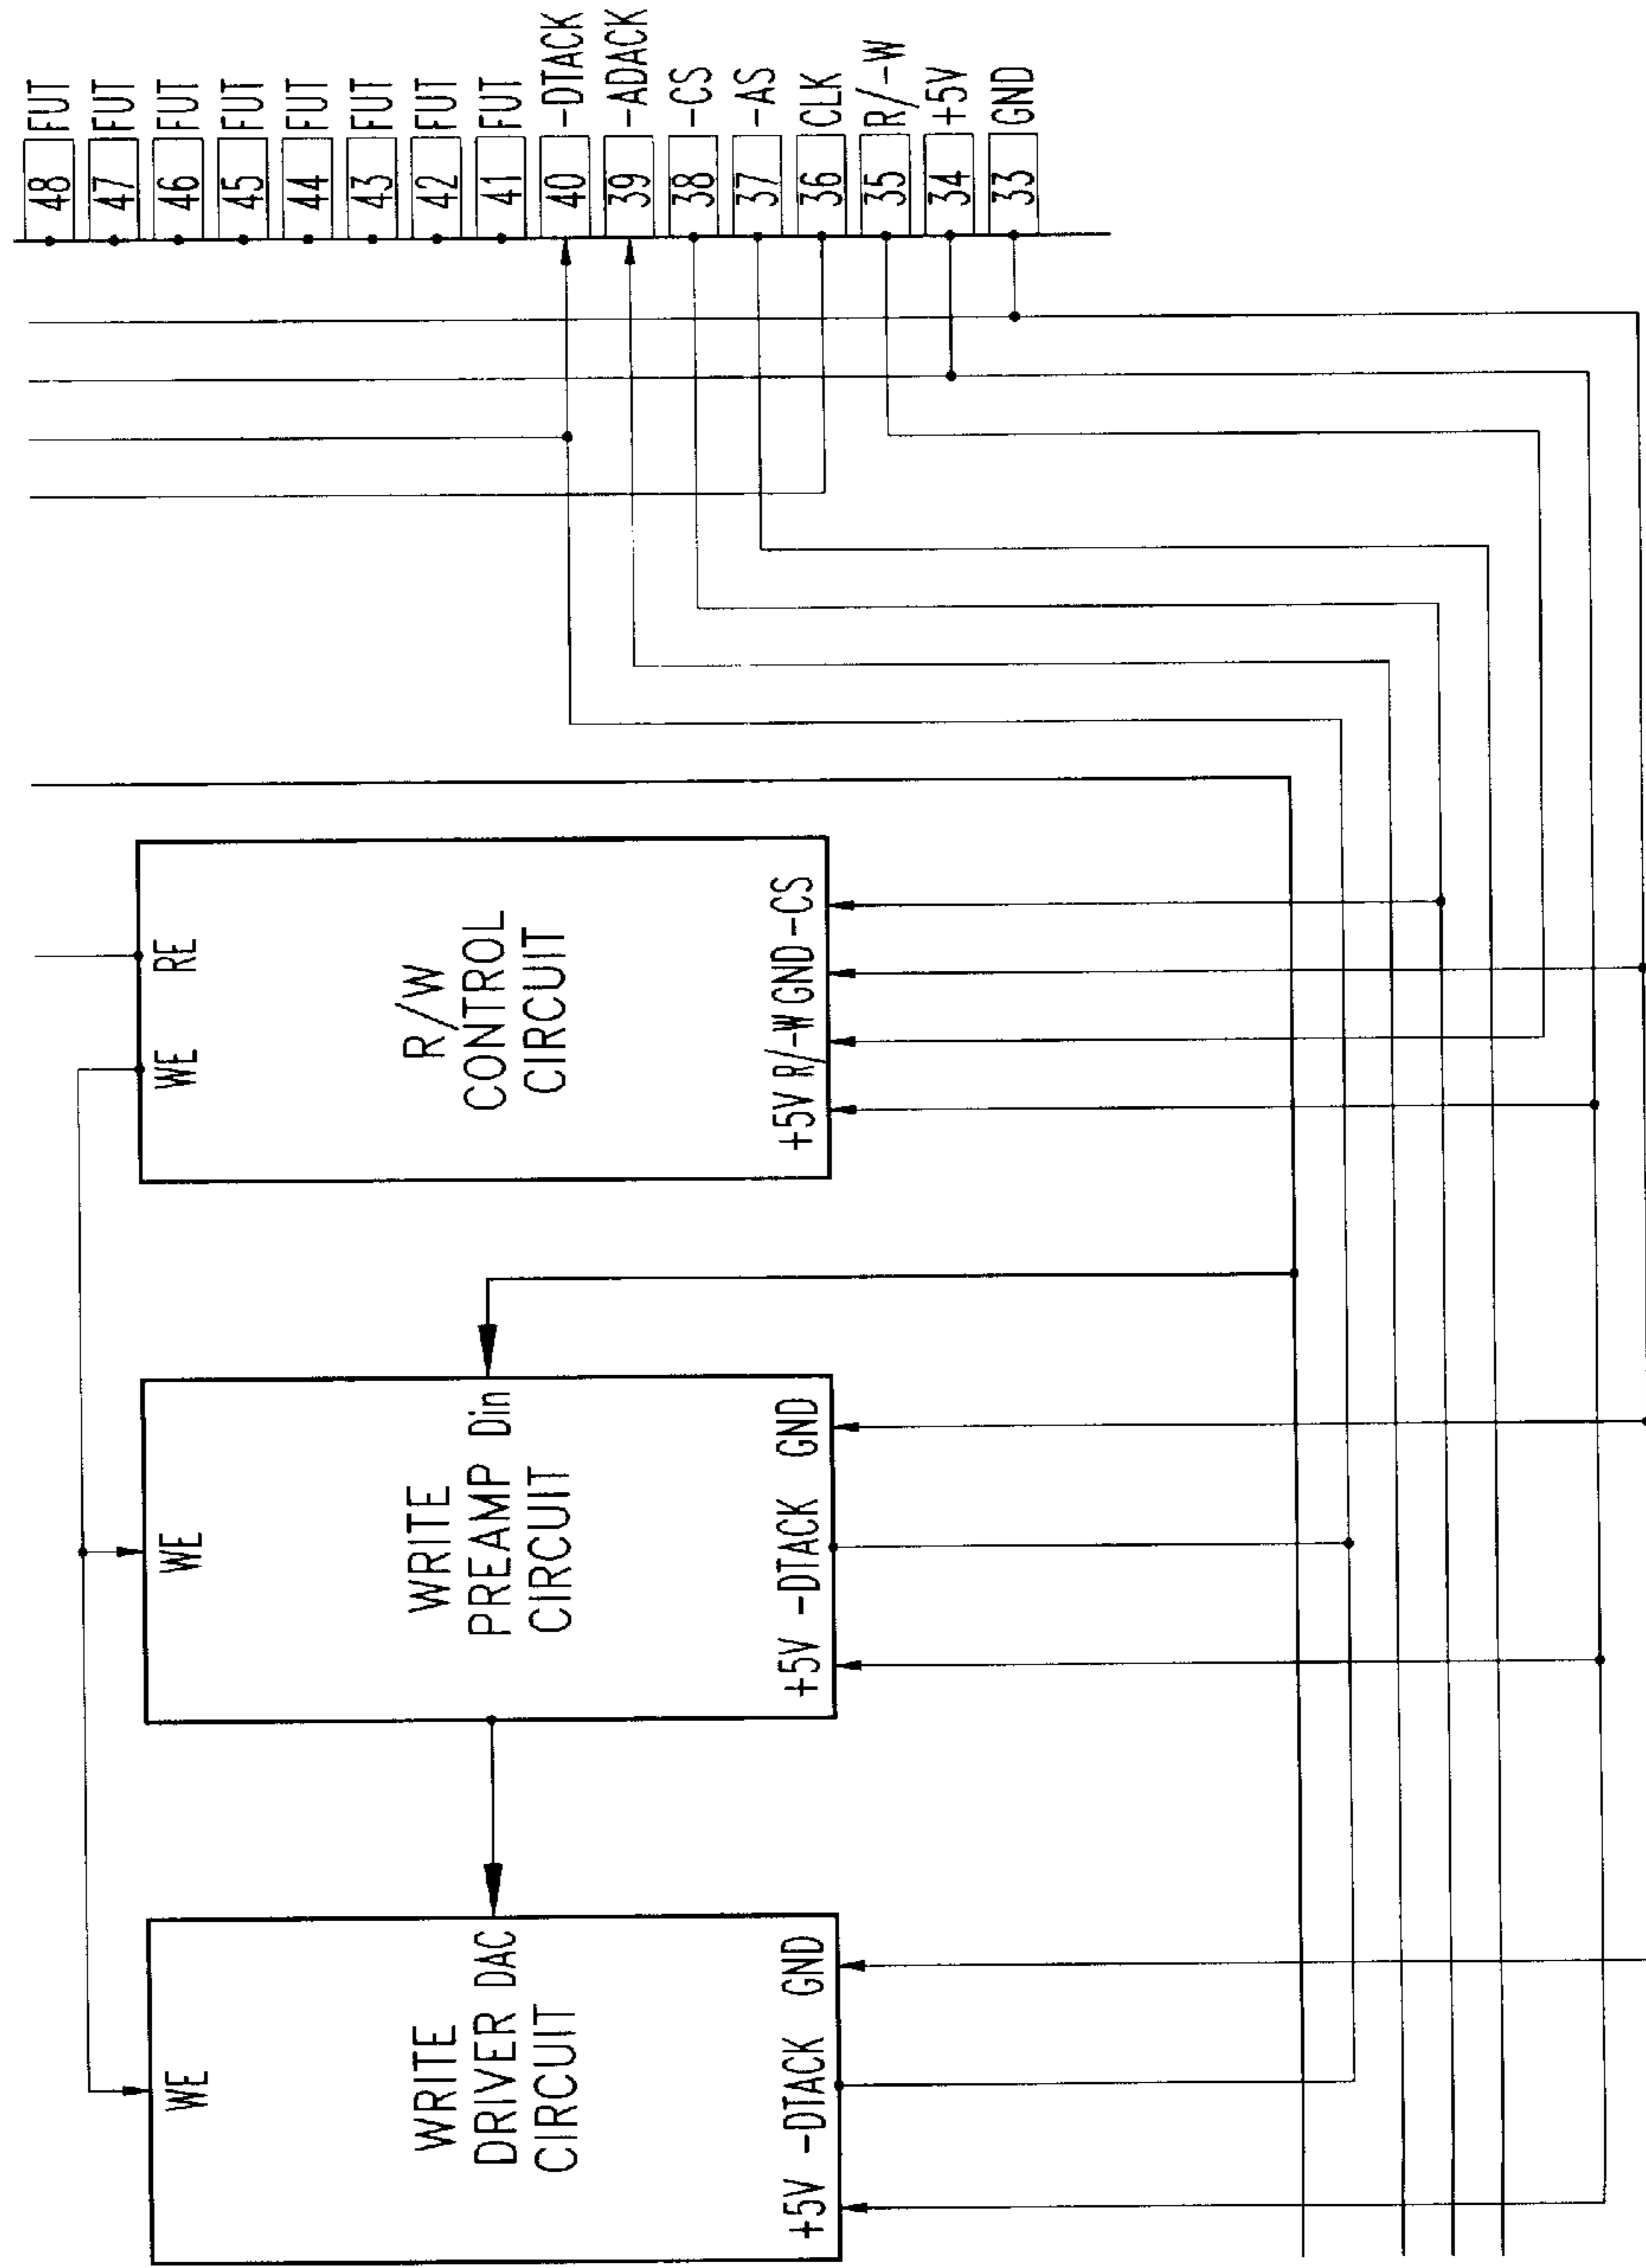 48 FUT
47 FUT
46 FUT
45 FUT
44 FUT
43 FUT
42 FUT
41 FUT
40 -DTACK
39 -ADACK
38 -CS
37 -AS
36 CLK
35 R/-W
34 +5V
33 GND
WE RE
R/W
CONTROL
CIRCUIT
+5V R/-W GND -CS
WE
WRITE
PREAMP Din
CIRCUIT
+5V -DTACK GND
WE
WRITE
DRIVER DAC
CIRCUIT
+5V -DTACK GND